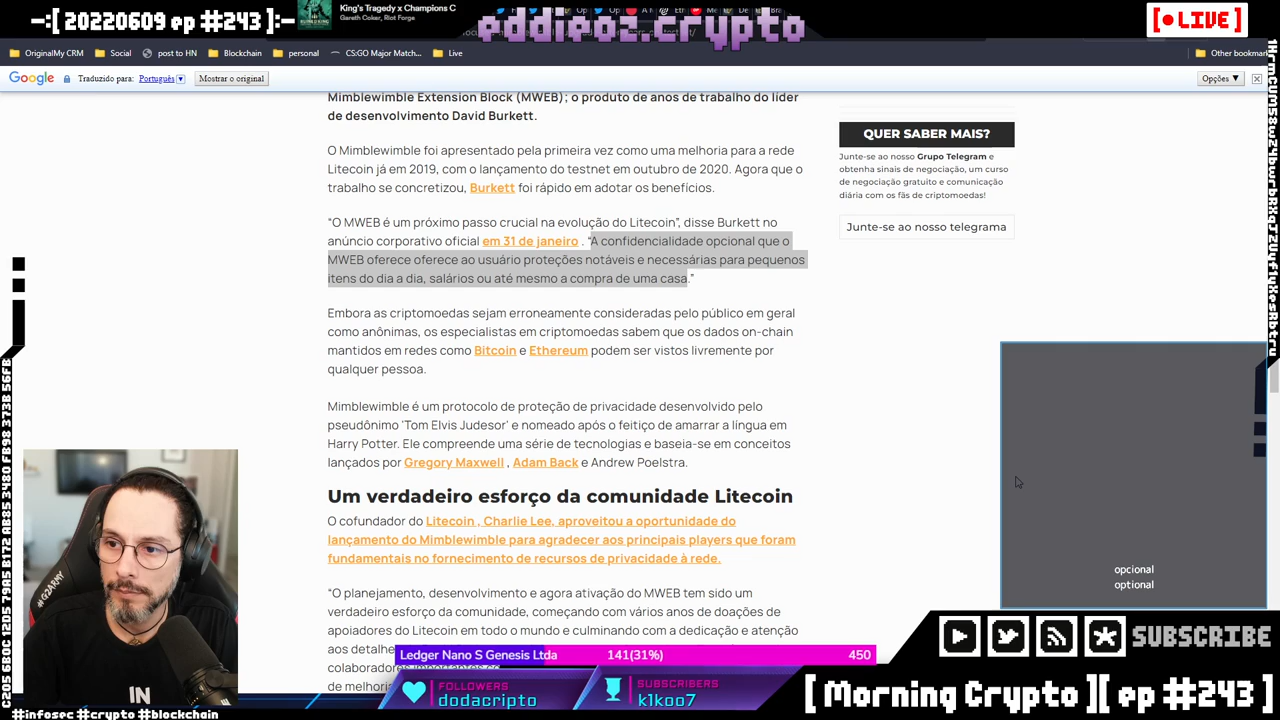 —:[ 20220609 ep #243 ]:—
King's Tragedy x Champions C
Gareth Coker, Riot Forge
eddieoz.crypto
[ • LIVE ]
OriginalMy CRM
Social
post to HN
Blockchain
personal
CS:GO Major Match...
Live
Other bookmark
Google
Traduzido para: Português
Mostrar o original
Opções ▼
Mimblewimble Extension Block (MWEB); o produto de anos de trabalho do líder
de desenvolvimento David Burkett.
O Mimblewimble foi apresentado pela primeira vez como uma melhoria para a rede
Litecoin já em 2019, com o lançamento do testnet em outubro de 2020. Agora que o
trabalho se concretizou, Burkett foi rápido em adotar os benefícios.
“O MWEB é um próximo passo crucial na evolução do Litecoin”, disse Burkett no
anúncio corporativo oficial em 31 de janeiro . “A confidencialidade opcional que o
MWEB oferece oferece ao usuário proteções notáveis e necessárias para pequenos
itens do dia a dia, salários ou até mesmo a compra de uma casa.”
Embora as criptomoedas sejam erroneamente consideradas pelo público em geral
como anônimas, os especialistas em criptomoedas sabem que os dados on-chain
mantidos em redes como Bitcoin e Ethereum podem ser vistos livremente por
qualquer pessoa.
Mimblewimble é um protocolo de proteção de privacidade desenvolvido pelo
pseudônimo 'Tom Elvis Judesor' e nomeado após o feitiço de amarrar a língua em
Harry Potter. Ele compreende uma série de tecnologias e baseia-se em conceitos
lançados por Gregory Maxwell , Adam Back e Andrew Poelstra.
Um verdadeiro esforço da comunidade Litecoin
O cofundador do Litecoin , Charlie Lee, aproveitou a oportunidade do
lançamento do Mimblewimble para agradecer aos principais players que foram
fundamentais no fornecimento de recursos de privacidade à rede.
“O planejamento, desenvolvimento e agora ativação do MWEB tem sido um
verdadeiro esforço da comunidade, começando com vários anos de doações de
apoiadores do Litecoin em todo o mundo e culminando com a dedicação e atenção
aos detalhe
QUER SABER MAIS?
Junte-se ao nosso Grupo Telegram e
obtenha sinais de negociação, um curso
de negociação gratuito e comunicação
diária com os fãs de criptomoedas!
Junte-se ao nosso telegrama
opcional
optional
#G2ARMY
IN
Ledger Nano S Genesis Ltda
141(31%)
450
FOLLOWERS
dodacripto
SUBSCRIBERS
k1koo7
SUBSCRIBE
[ Morning Crypto ][ ep #243 ]
#infosec #crypto #blockchain